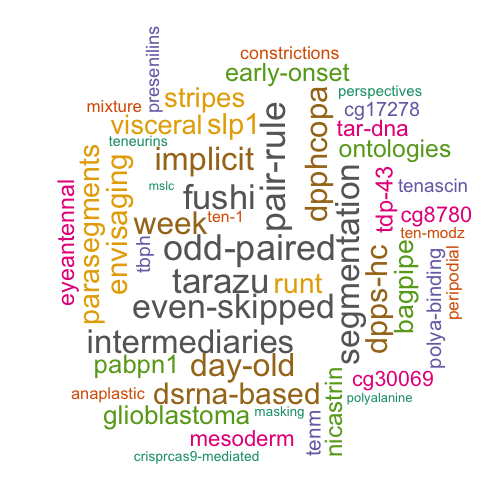 constrictions
early-onset
presenilins
perspectives
mixture
stripes
cg17278
visceral
slp1
dpphcopa
tar-dna
teneurins
pair-rule
ontologies
implicit
parasegments
envisaging
mslc
fushi
tdp-43
tenascin
eyeantennal
week
ten-1
segmentation
cg8780
ten-modz
tbph
odd-paired
bagpipe
polya-binding
peripodial
tarazu
runt
dpps-hc
even-skipped
intermediaries
pabpn1
day-old
nicastrin
cg30069
anaplastic
dsrna-based
polyalanine
glioblastoma
masking
tenm
mesoderm
crisprcas9-mediated